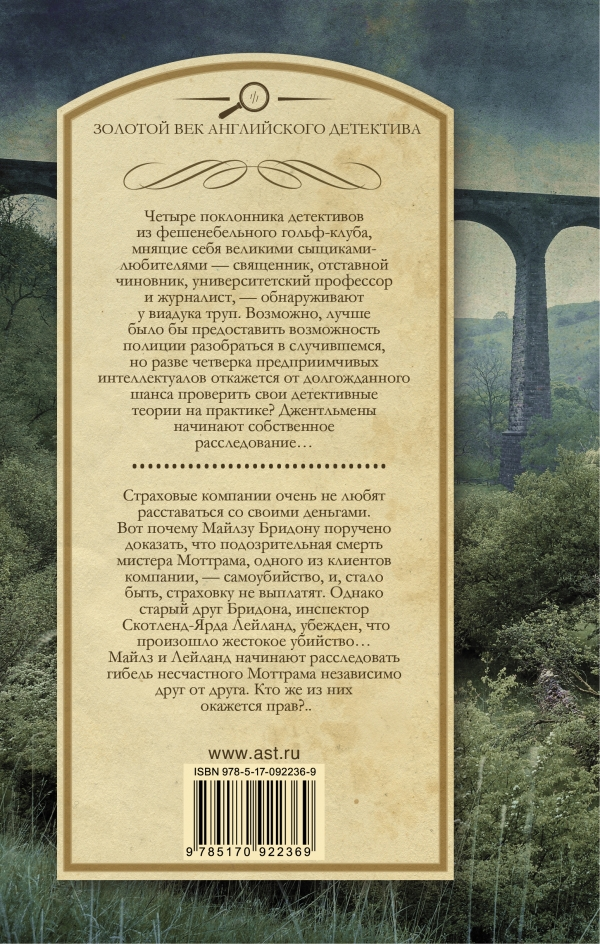 ЗОЛОТОЙ ВЕК АНГЛИЙСКОГО ДЕТЕКТИВА
Четыре поклонника детективов
из фешенебельного гольф-клуба,
мнящие себя великими сыщиками-
любителями — священник, отставной
чиновник, университетский профессор
и журналист, — обнаруживают
у виадука труп. Возможно, лучше
было бы предоставить возможность
полиции разобраться в случившемся,
но разве четверка предприимчивых
интеллектуалов откажется от долгожданного
шанса проверить свои детективные
теории на практике? Джентльмены
начинают собственное
расследование...
Страховые компании очень не любят
расставаться со своими деньгами.
Вот почему Майлзу Бридону поручено
доказать, что подозрительная смерть
мистера Моттрама, одного из клиентов
компании, — самоубийство, и, стало
быть, страховку не выплатят. Однако
старый друг Бридона, инспектор
Скотленд-Ярда Лейланд, убежден, что
произошло жестокое убийство...
Майлз и Лейланд начинают расследовать
гибель несчастного Моттрама независимо
друг от друга. Кто же из них
окажется прав?..
www.ast.ru
ISBN 978-5-17-092236-9
9 785170 922369